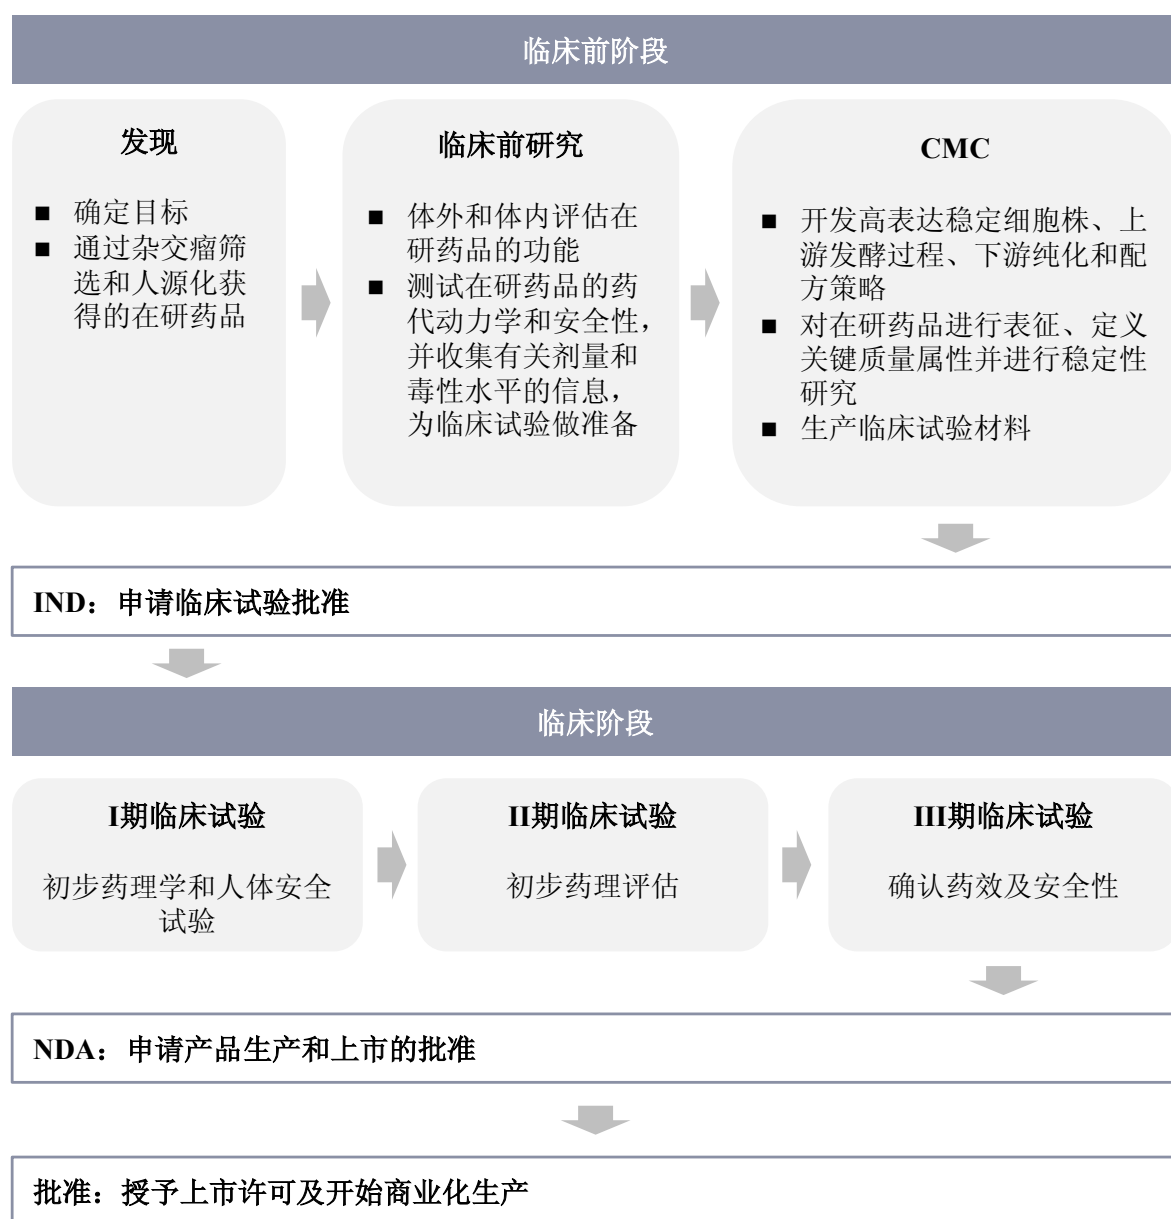 临床前阶段
发现
■ 确定目标
■ 通过杂交瘤筛
选和人源化获
得的在研药品
临床前研究
■ 体外和体内评估在
研药品的功能
■ 测试在研药品的药
代动力学和安全性，
并收集有关剂量和
毒性水平的信息，
为临床试验做准备
CMC
■ 开发高表达稳定细胞株、上
游发酵过程、下游纯化和配
方策略
■ 对在研药品进行表征、定义
关键质量属性并进行稳定性
研究
■ 生产临床试验材料
IND：申请临床试验批准
临床阶段
I期临床试验
初步药理学和人体安全
试验
II期临床试验
初步药理评估
III期临床试验
确认药效及安全性
NDA：申请产品生产和上市的批准
批准：授予上市许可及开始商业化生产